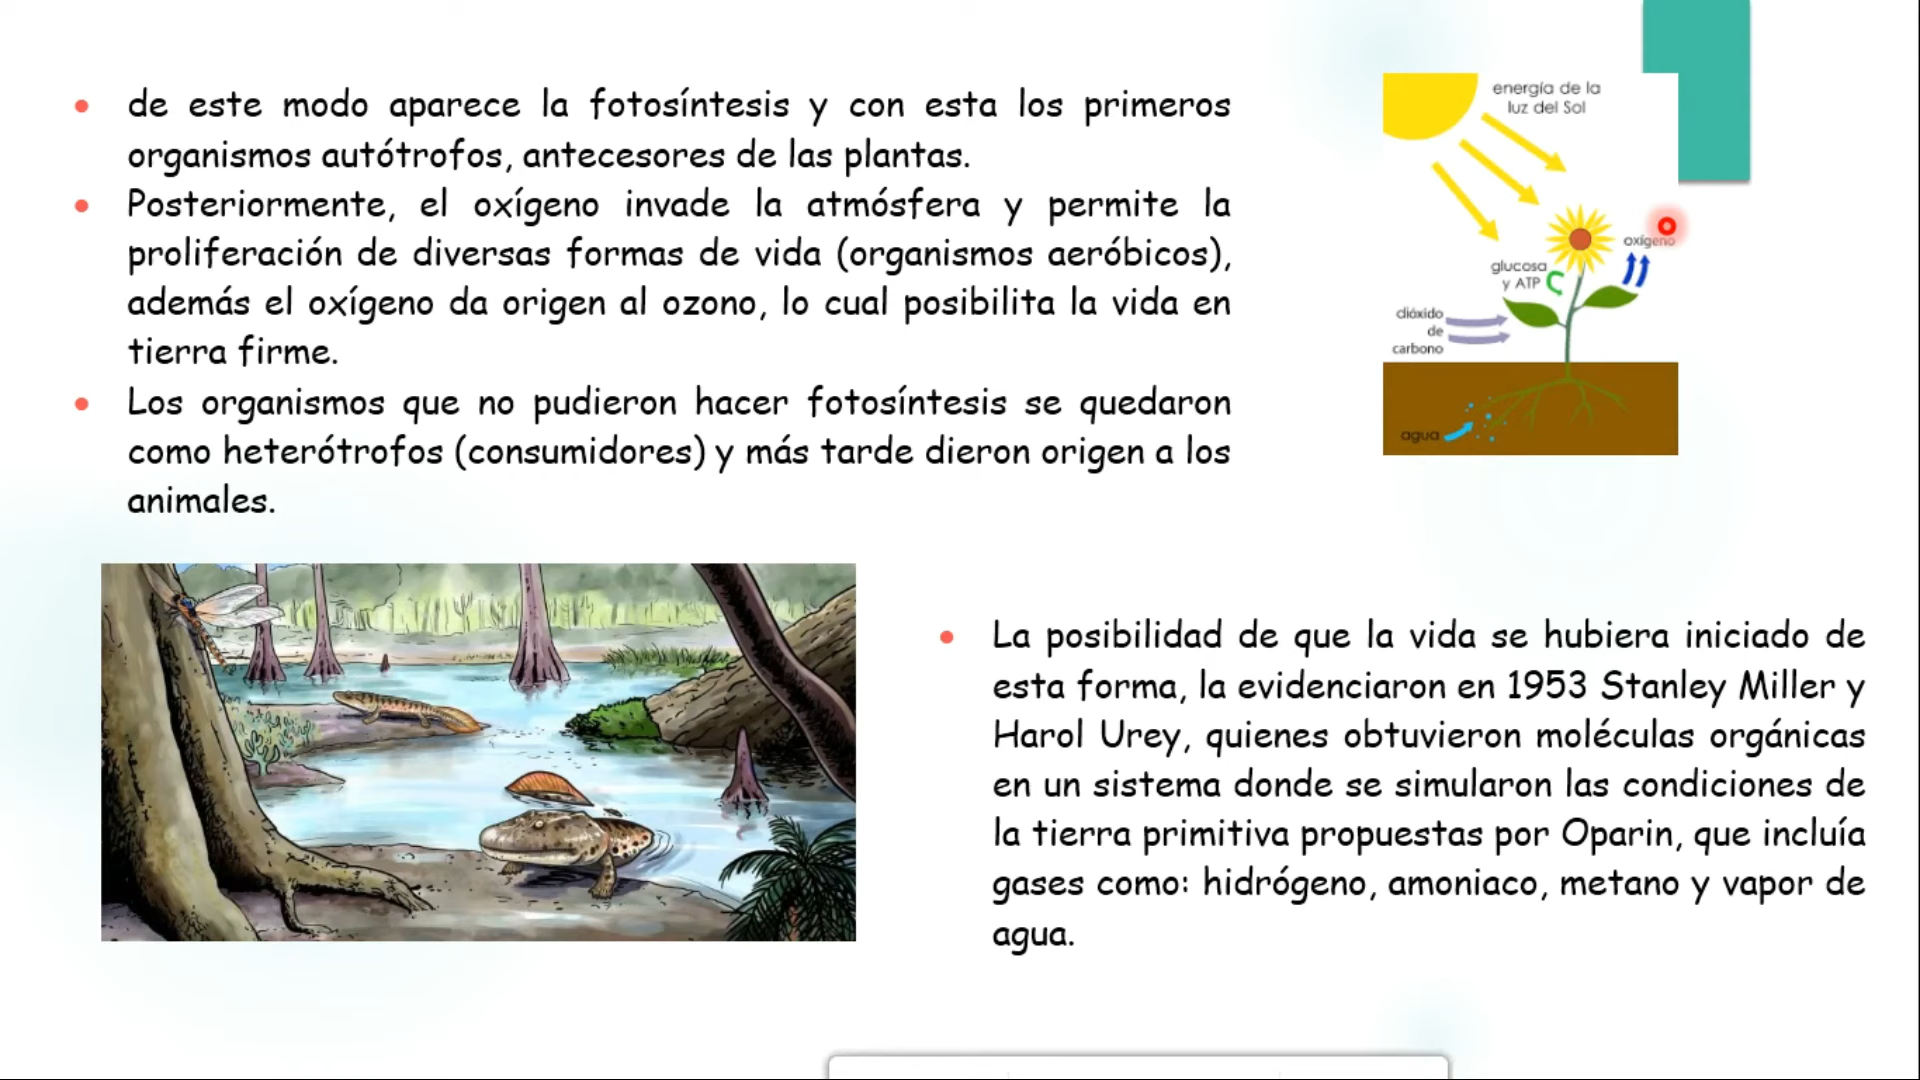 de este modo aparece la fotosíntesis y con esta los primeros
organismos autótrofos, antecesores de las plantas.
Posteriormente, el oxígeno invade la atmósfera y permite la
proliferación de diversas formas de vida (organismos aeróbicos),
además el oxígeno da origen al ozono, lo cual posibilita la vida en
tierra firme.
Los organismos que no pudieron hacer fotosíntesis se quedaron
como heterótrofos (consumidores) y más tarde dieron origen a los
animales.
energía de la
luz del Sol
oxígeno
glucosa
y ATP
dióxido
de
carbono
agua
La posibilidad de que la vida se hubiera iniciado de
esta forma, la evidenciaron en 1953 Stanley Miller y
Harol Urey, quienes obtuvieron moléculas orgánicas
en un sistema donde se simularon las condiciones de
la tierra primitiva propuestas por Oparin, que incluía
gases como: hidrógeno, amoniaco, metano y vapor de
agua.